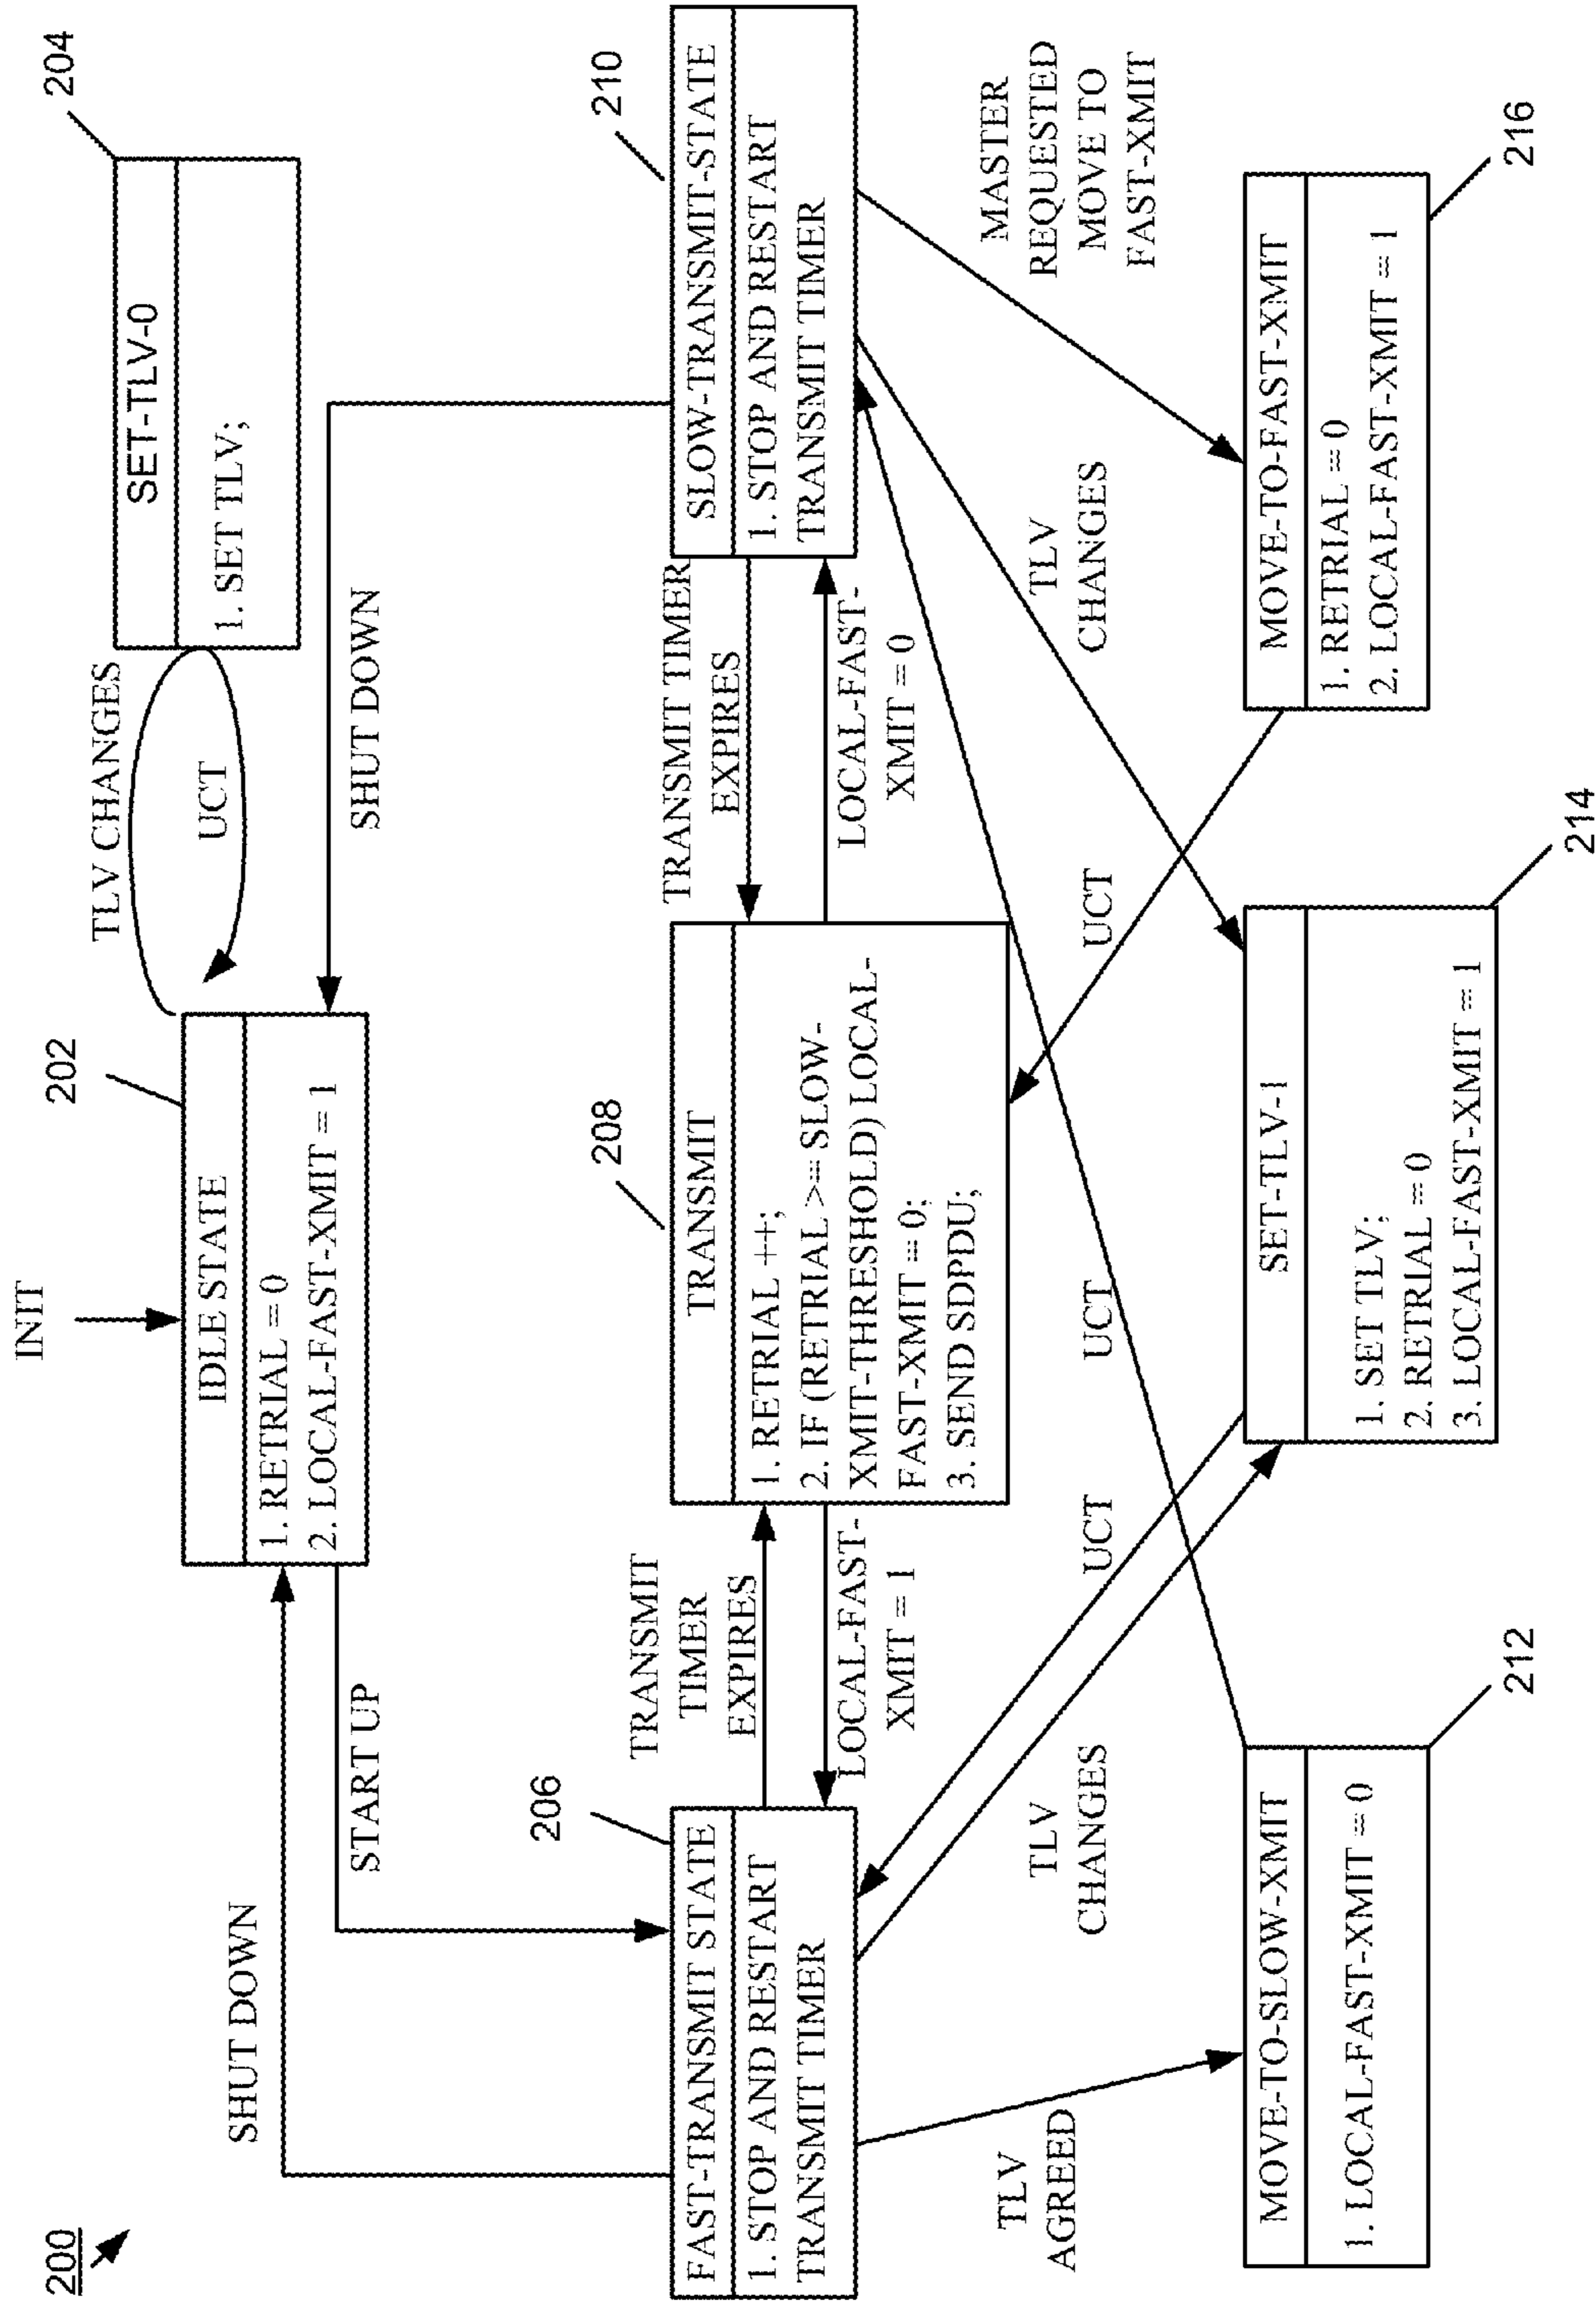 200
INIT
202
IDLE STATE
1. RETRIAL = 0
2. LOCAL-FAST-XMIT = 1
TLV CHANGES
UCT
204
SET-TLV-0
1. SET TLV;
SHUT DOWN
START UP
SHUT DOWN
206
FAST-TRANSMIT STATE
1. STOP AND RESTART
TRANSMIT TIMER
TRANSMIT
TIMER
EXPIRES
LOCAL-FAST-
XMIT = 1
208
TRANSMIT
1. RETRIAL ++;
2. IF (RETRIAL >= SLOW-
XMIT-THRESHOLD) LOCAL-
FAST-XMIT = 0;
3. SEND SDPDU;
TRANSMIT TIMER
EXPIRES
LOCAL-FAST-
XMIT = 0
210
SLOW-TRANSMIT-STATE
1. STOP AND RESTART
TRANSMIT TIMER
TLV
AGREED
TLV
CHANGES
UCT
UCT
UCT
TLV
CHANGES
MASTER
REQUESTED
MOVE TO
FAST-XMIT
MOVE-TO-SLOW-XMIT
1. LOCAL-FAST-XMIT = 0
212
SET-TLV-1
1. SET TLV;
2. RETRIAL = 0
3. LOCAL-FAST-XMIT = 1
214
MOVE-TO-FAST-XMIT
1. RETRIAL = 0
2. LOCAL-FAST-XMIT = 1
216